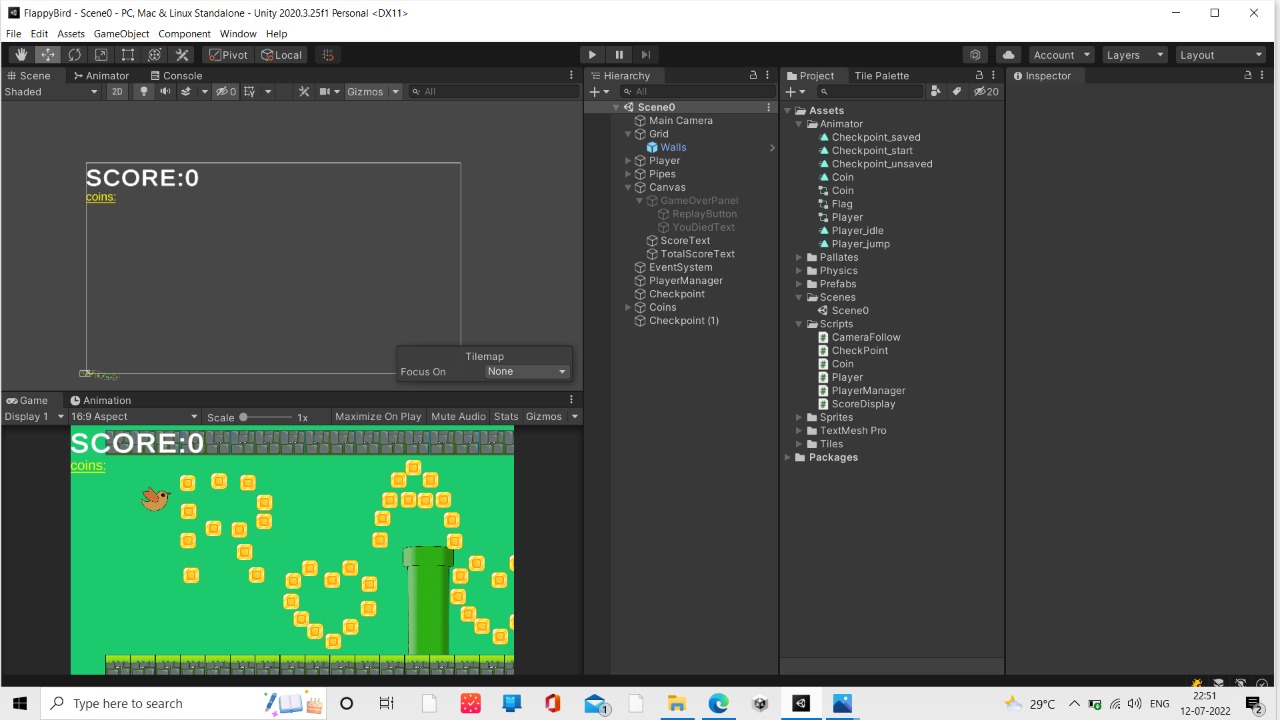 FlappyBird - Scene0 - PC, Mac & Linux Standalone - Unity 2020.3.25f1 Personal <DX11>
File Edit Assets GameObject Component Window Help
Pivot Local Account Layers Layout
Scene Animator Console
Shaded 2D 0 Gizmos All
SCORE:0
coins:
Tilemap
Focus On None
Game Animation
Display 1 16:9 Aspect Scale 1x Maximize On Play Mute Audio Stats Gizmos
SCORE:0
coins:
Hierarchy
All
Scene0
Main Camera
Grid
Walls
Player
Pipes
Canvas
GameOverPanel
ReplayButton
YouDiedText
ScoreText
TotalScoreText
EventSystem
PlayerManager
Checkpoint
Coins
Checkpoint (1)
Project Tile Palette
20
Assets
Animator
Checkpoint_saved
Checkpoint_start
Checkpoint_unsaved
Coin
Coin
Flag
Player
Player_idle
Player_jump
Pallates
Physics
Prefabs
Scenes
Scene0
Scripts
CameraFollow
CheckPoint
Coin
Player
PlayerManager
ScoreDisplay
Sprites
TextMesh Pro
Tiles
Packages
Inspector
Type here to search
1
29°C ENG
22:51
12-07-2022
2